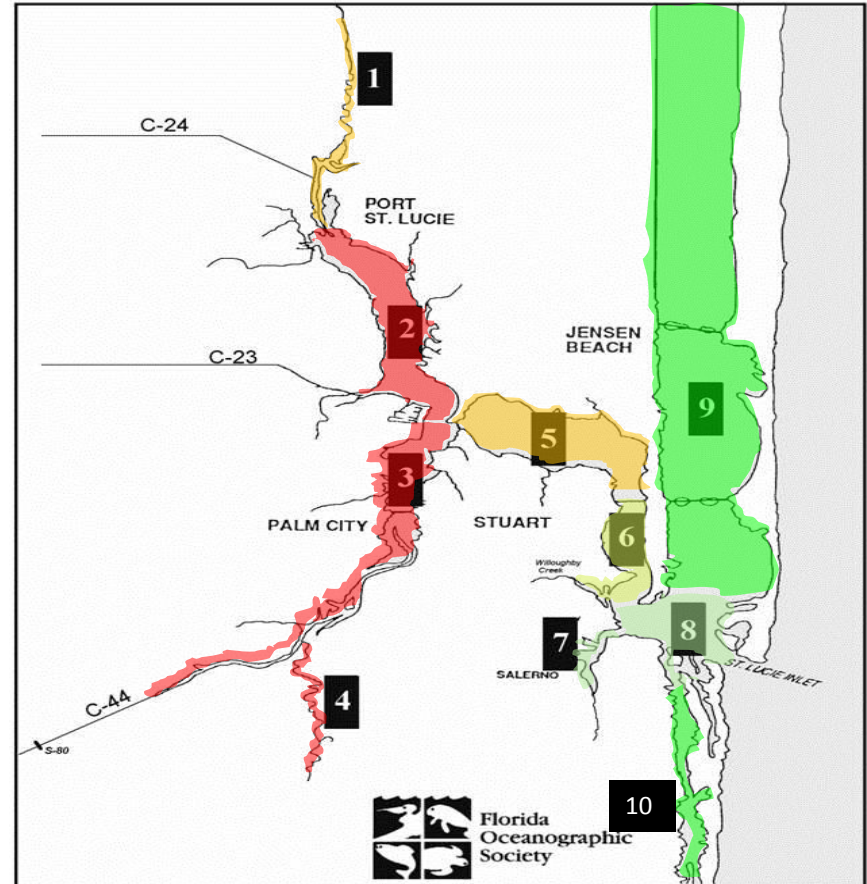 1
C-24
PORT
ST. LUCIE
2
JENSEN
BEACH
C-23
9
5
3
PALM CITY
STUART
6
Willoughby
Creek
7
8
SALERNO
ST. LUCIE INLET
4
C-44
S-80
10
Florida
Oceanographic
Society